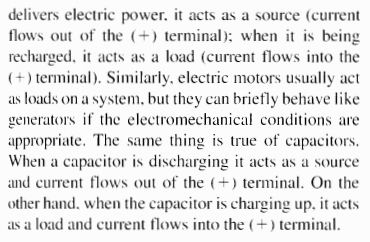 delivers electric power, it acts as a source (current
flows out of the (+) terminal); when it is being
recharged, it acts as a load (current flows into the
(+) terminal). Similarly, electric motors usually act
as loads on a system, but they can briefly behave like
generators if the electromechanical conditions are
appropriate. The same thing is true of capacitors.
When a capacitor is discharging it acts as a source
and current flows out of the (+) terminal. On the
other hand, when the capacitor is charging up, it acts
as a load and current flows into the (+) terminal.